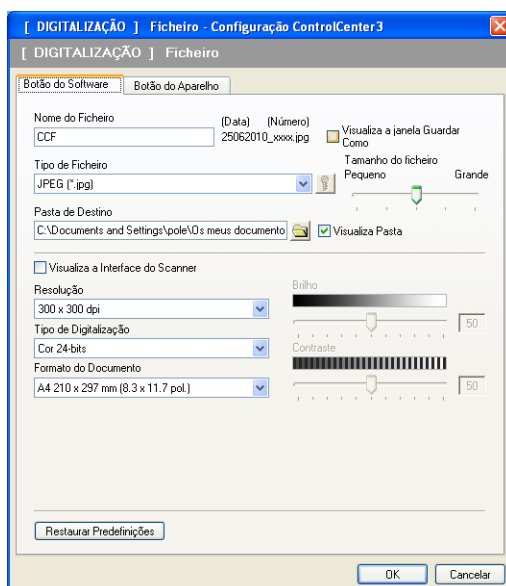 [ DIGITALIZAÇÃO ] Ficheiro - Configuração ControlCenter3
[ DIGITALIZAÇÃO ] Ficheiro
Botão do Software
Botão do Aparelho
Nome do Ficheiro
(Data) (Número)
CCF
25062010_xxxx.jpg
Visualiza a janela Guardar
Como
Tipo de Ficheiro
Tamanho do ficheiro
Pequeno
Grande
JPEG (*.jpg)
Pasta de Destino
C:\Documents and Settings\pole\Os meus documento
Visualiza Pasta
Visualiza a Interface do Scanner
Resolução
Brilho
300 x 300 dpi
50
Tipo de Digitalização
Cor 24-bits
Contraste
Formato do Documento
A4 210 x 297 mm (8.3 x 11.7 pol.)
50
Restaurar Predefinições
OK
Cancelar